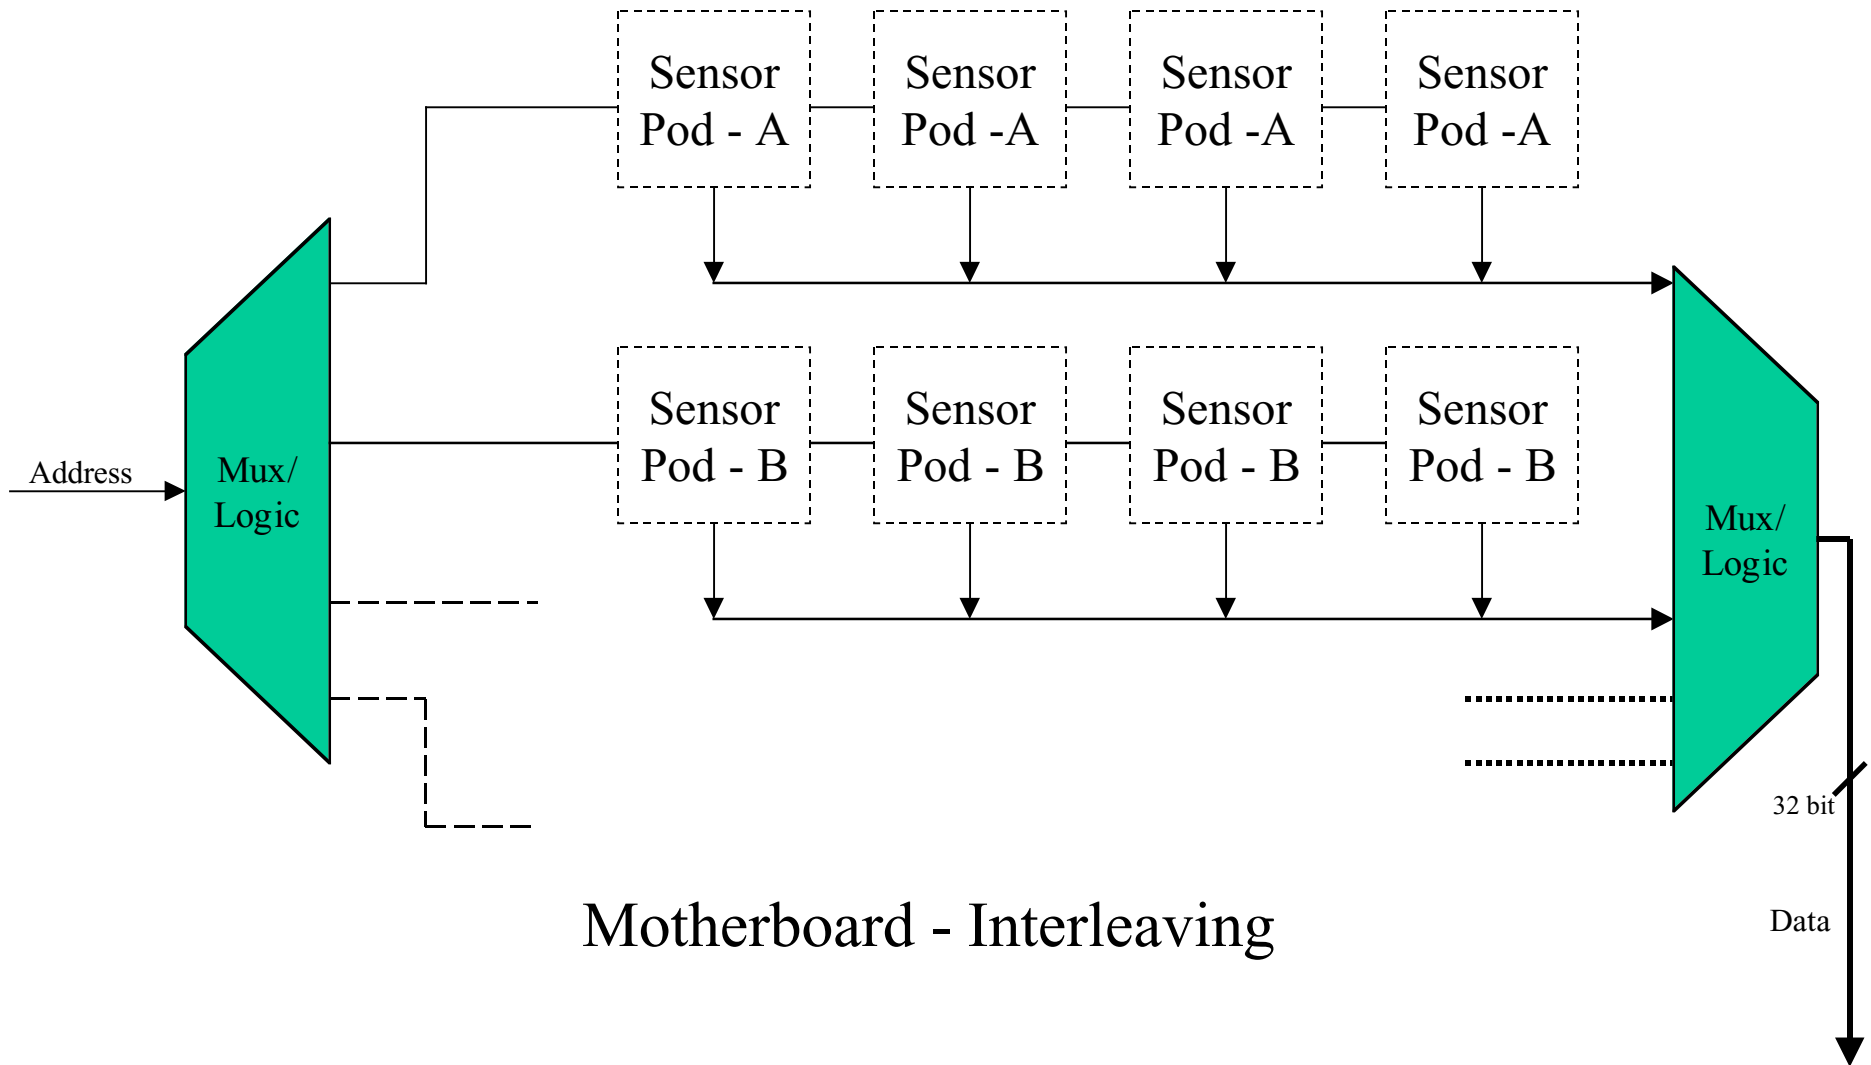 Sensor
Pod - A
Sensor
Pod -A
Sensor
Pod -A
Sensor
Pod -A
Sensor
Pod - B
Sensor
Pod - B
Sensor
Pod - B
Sensor
Pod - B
Address
Mux/
Logic
Mux/
Logic
32 bit
Data
Motherboard - Interleaving